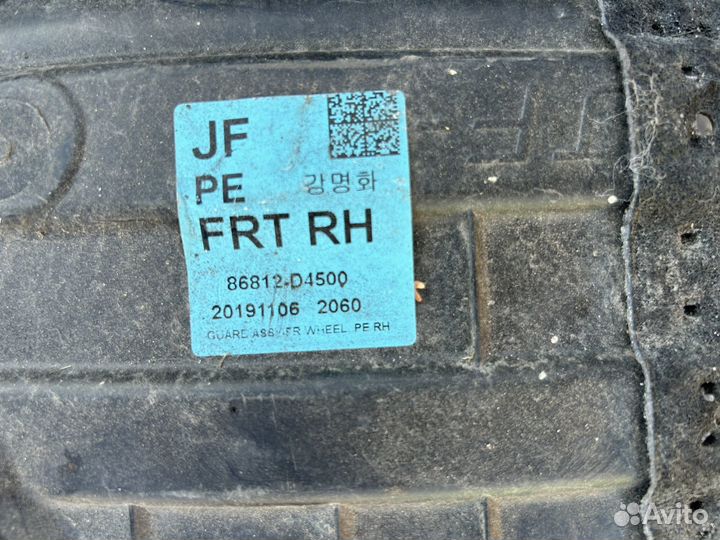 JF
PE 강명화
FRT RH
86812-D4500
20191106 2060
GUARD ASSY-FR WHEEL, PE RH
Avito